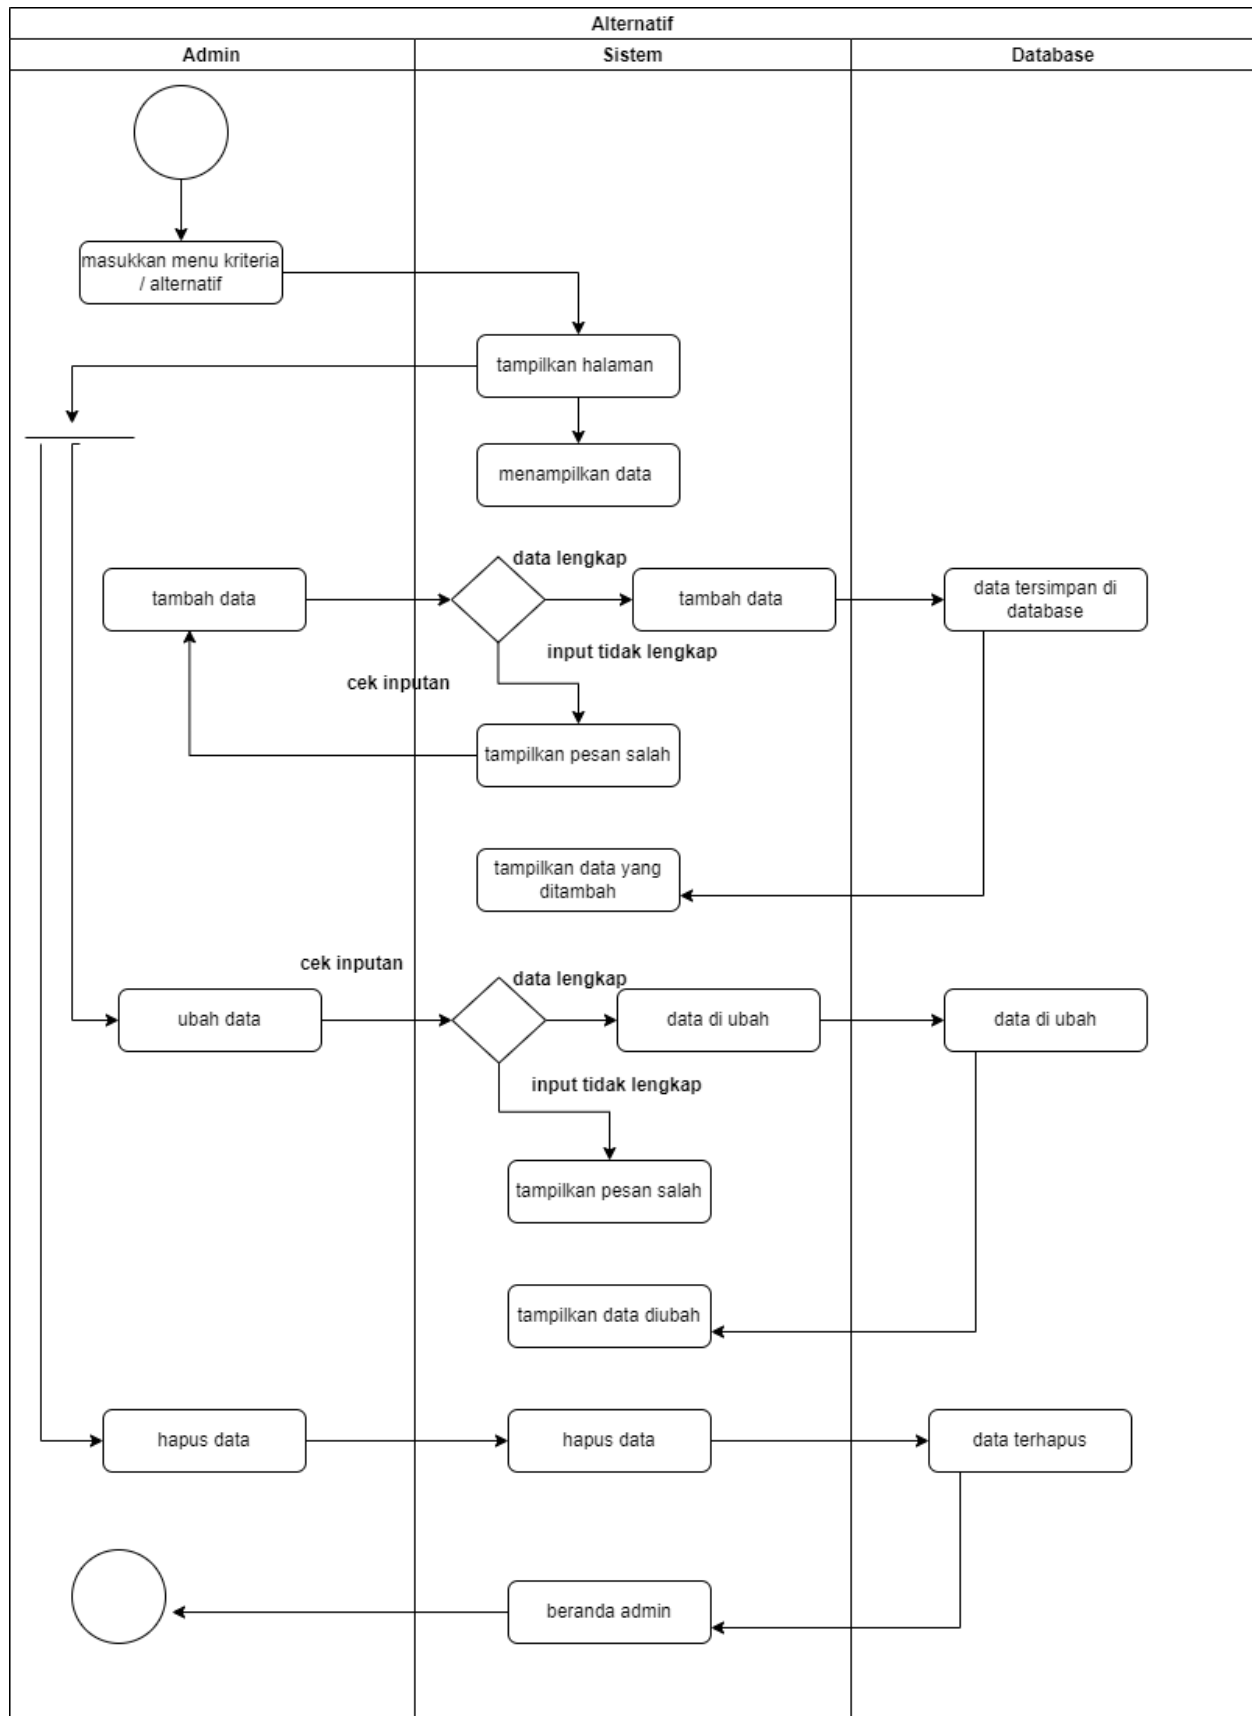 Alternatif
Admin
Sistem
Database
masukkan menu kriteria
/ alternatif
tampilkan halaman
menampilkan data
data lengkap
tambah data
tambah data
data tersimpan di
database
input tidak lengkap
cek inputan
tampilkan pesan salah
tampilkan data yang
ditambah
cek inputan
data lengkap
ubah data
data di ubah
data di ubah
input tidak lengkap
tampilkan pesan salah
tampilkan data diubah
hapus data
hapus data
data terhapus
beranda admin